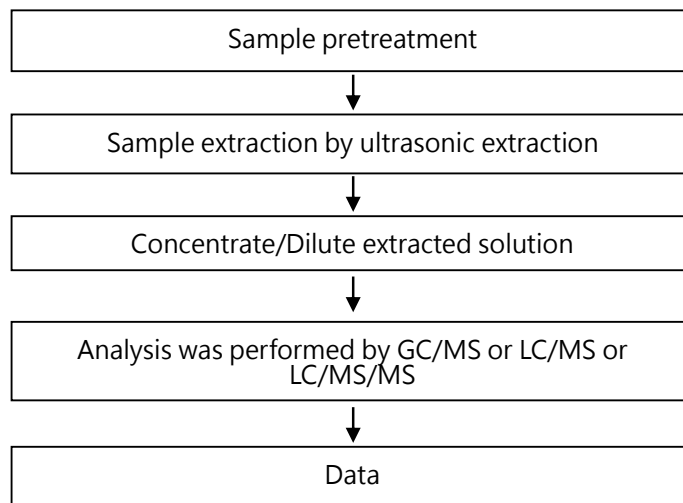 Sample pretreatment
Sample extraction by ultrasonic extraction
Concentrate/Dilute extracted solution
Analysis was performed by GC/MS or LC/MS or
LC/MS/MS
Data